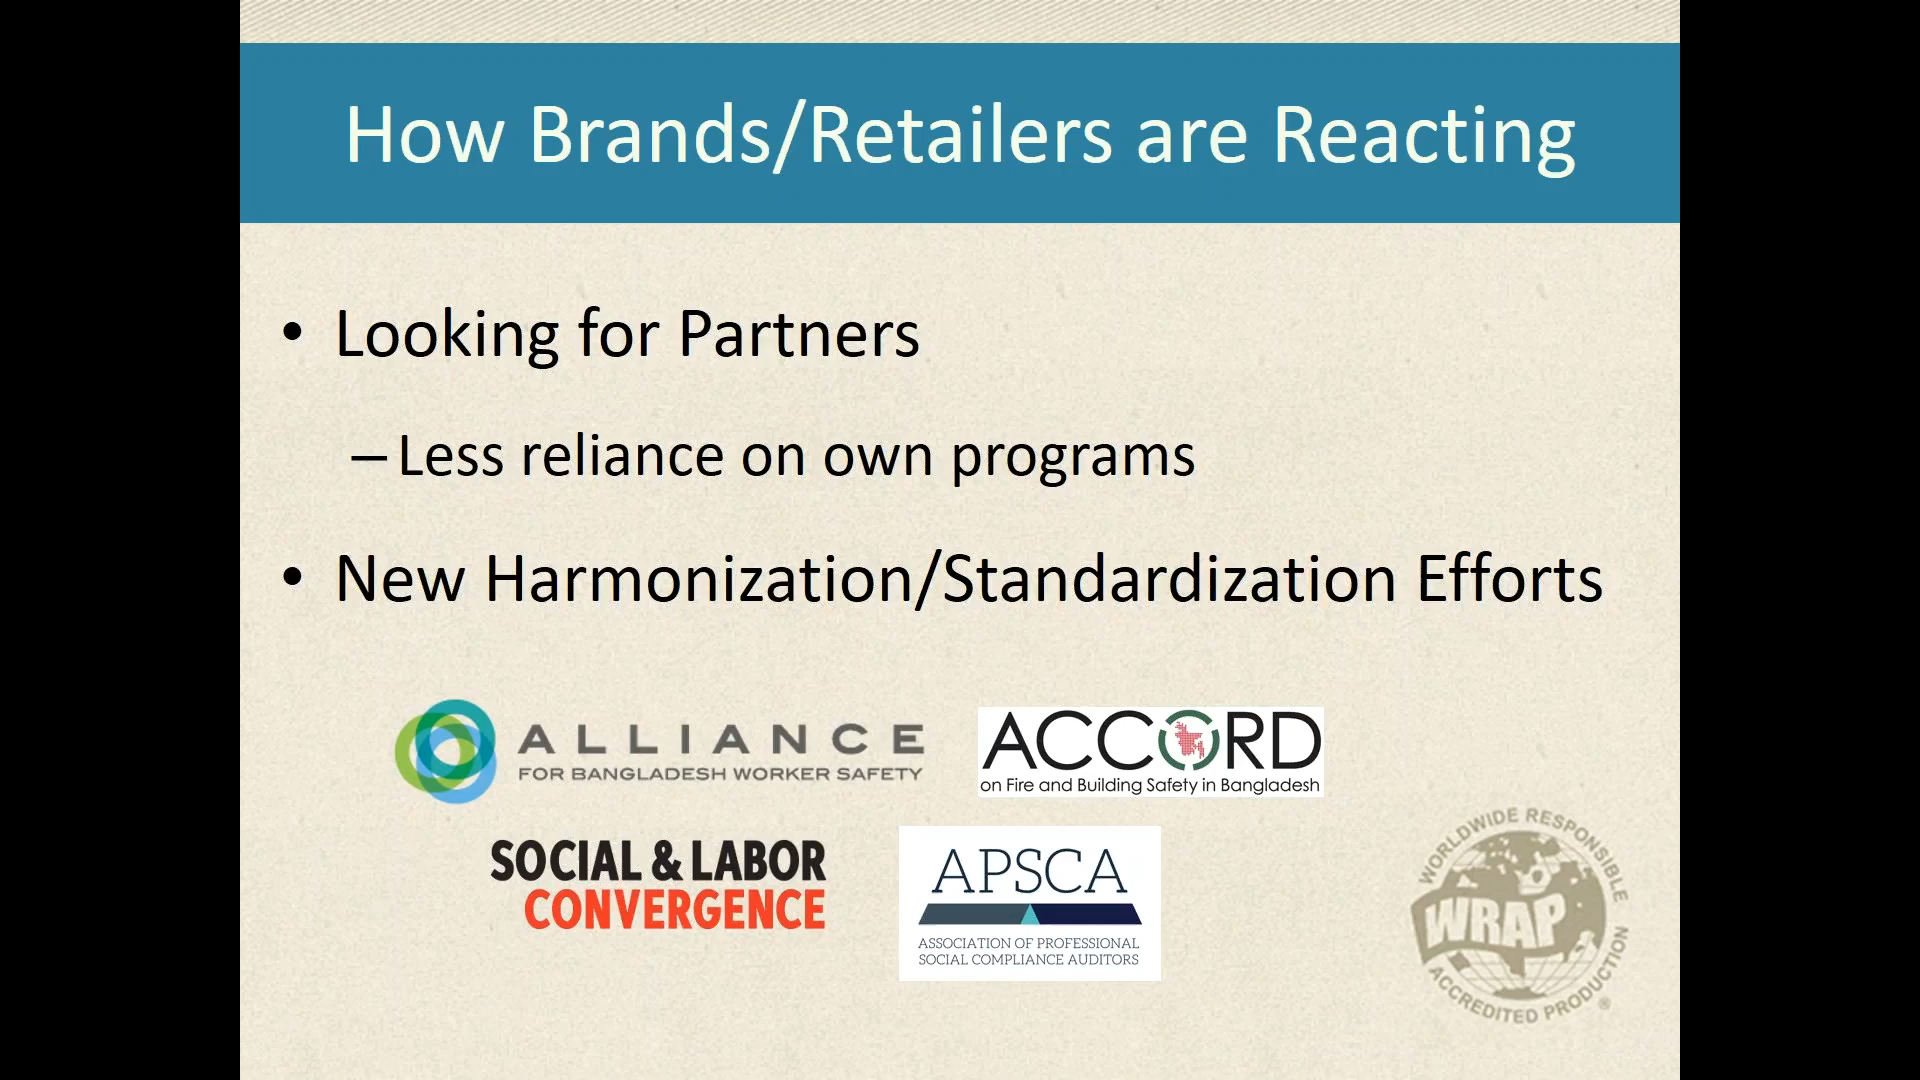 How Brands/Retailers are Reacting
• Looking for Partners
– Less reliance on own programs
• New Harmonization/Standardization Efforts
ALLIANCE
FOR BANGLADESH WORKER SAFETY
ACCORD
on Fire and Building Safety in Bangladesh
SOCIAL & LABOR
CONVERGENCE
APSCA
ASSOCIATION OF PROFESSIONAL
SOCIAL COMPLIANCE AUDITORS
WORLDWIDE RESPONSIBLE
WRAP
ACCREDITED PRODUCTION
®